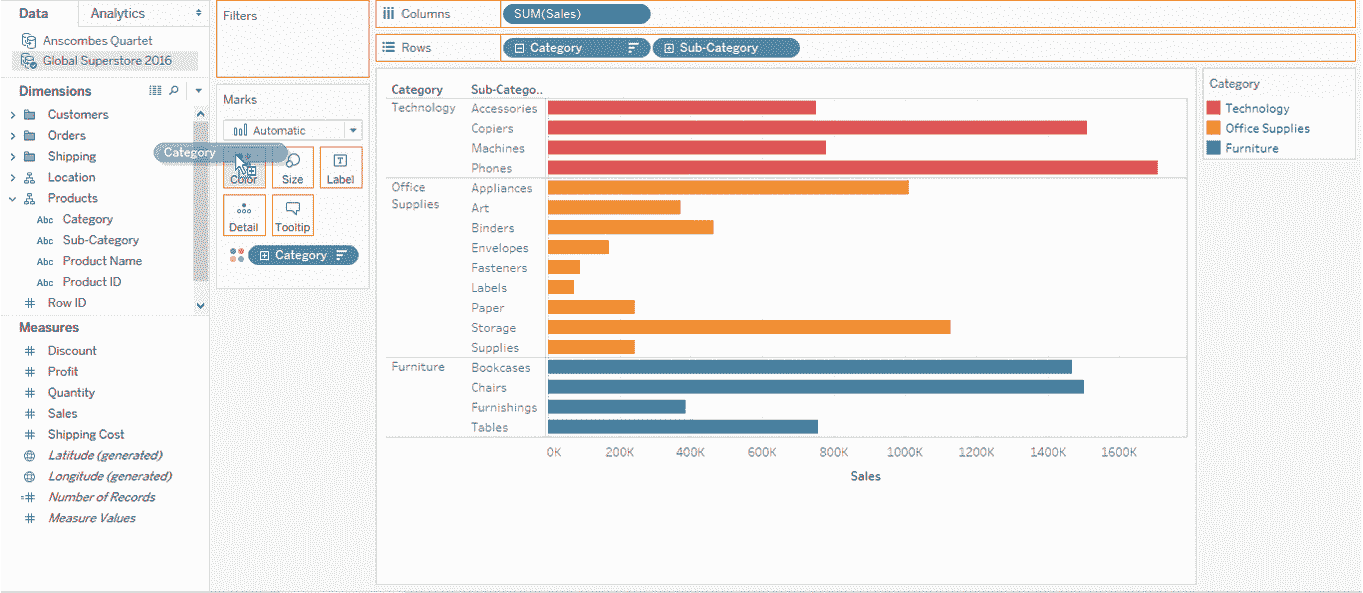 Data
Analytics
Anscombes Quartet
Global Superstore 2016
Dimensions
Customers
Orders
Shipping
Location
Products
Abc Category
Abc Sub-Category
Abc Product Name
Abc Product ID
# Row ID
Measures
# Discount
# Profit
# Quantity
# Sales
# Shipping Cost
Latitude (generated)
Longitude (generated)
=# Number of Records
# Measure Values
Filters
Marks
Automatic
Category
Color
Size
T
Label
Detail
Tooltip
Category
Columns
SUM(Sales)
Rows
Category
Sub-Category
Category Sub-Catego..
Technology Accessories
Copiers
Machines
Phones
Office Supplies
Appliances
Art
Binders
Envelopes
Fasteners
Labels
Paper
Storage
Supplies
Furniture Bookcases
Chairs
Furnishings
Tables
0K 200K 400K 600K 800K 1000K 1200K 1400K 1600K
Sales
Category
Technology
Office Supplies
Furniture